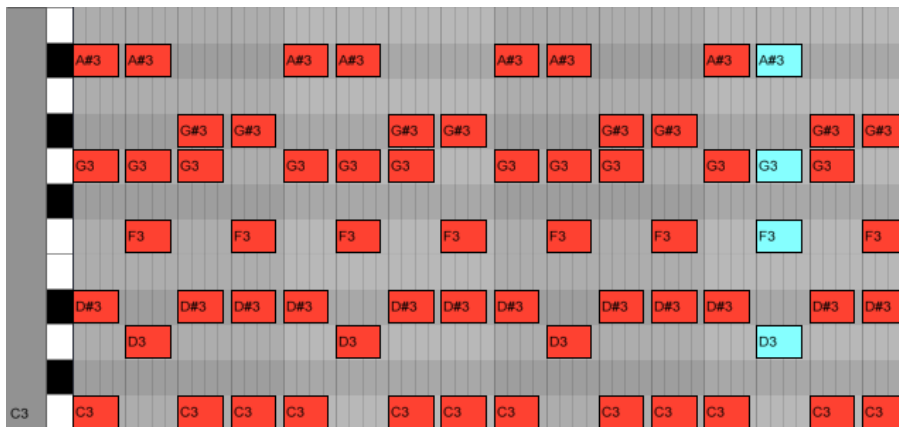 A#3 A#3 A#3 A#3 A#3 A#3 A#3 A#3
G#3 G#3 G#3 G#3 G#3 G#3 G#3 G#3
G3 G3 G3 G3 G3 G3 G3 G3 G3 G3 G3 G3
F3 F3 F3 F3 F3 F3 F3 F3
D#3 D#3 D#3 D#3 D#3 D#3 D#3 D#3 D#3 D#3 D#3 D#3
D3 D3 D3 D3
C3 C3 C3 C3 C3 C3 C3 C3 C3 C3 C3 C3 C3